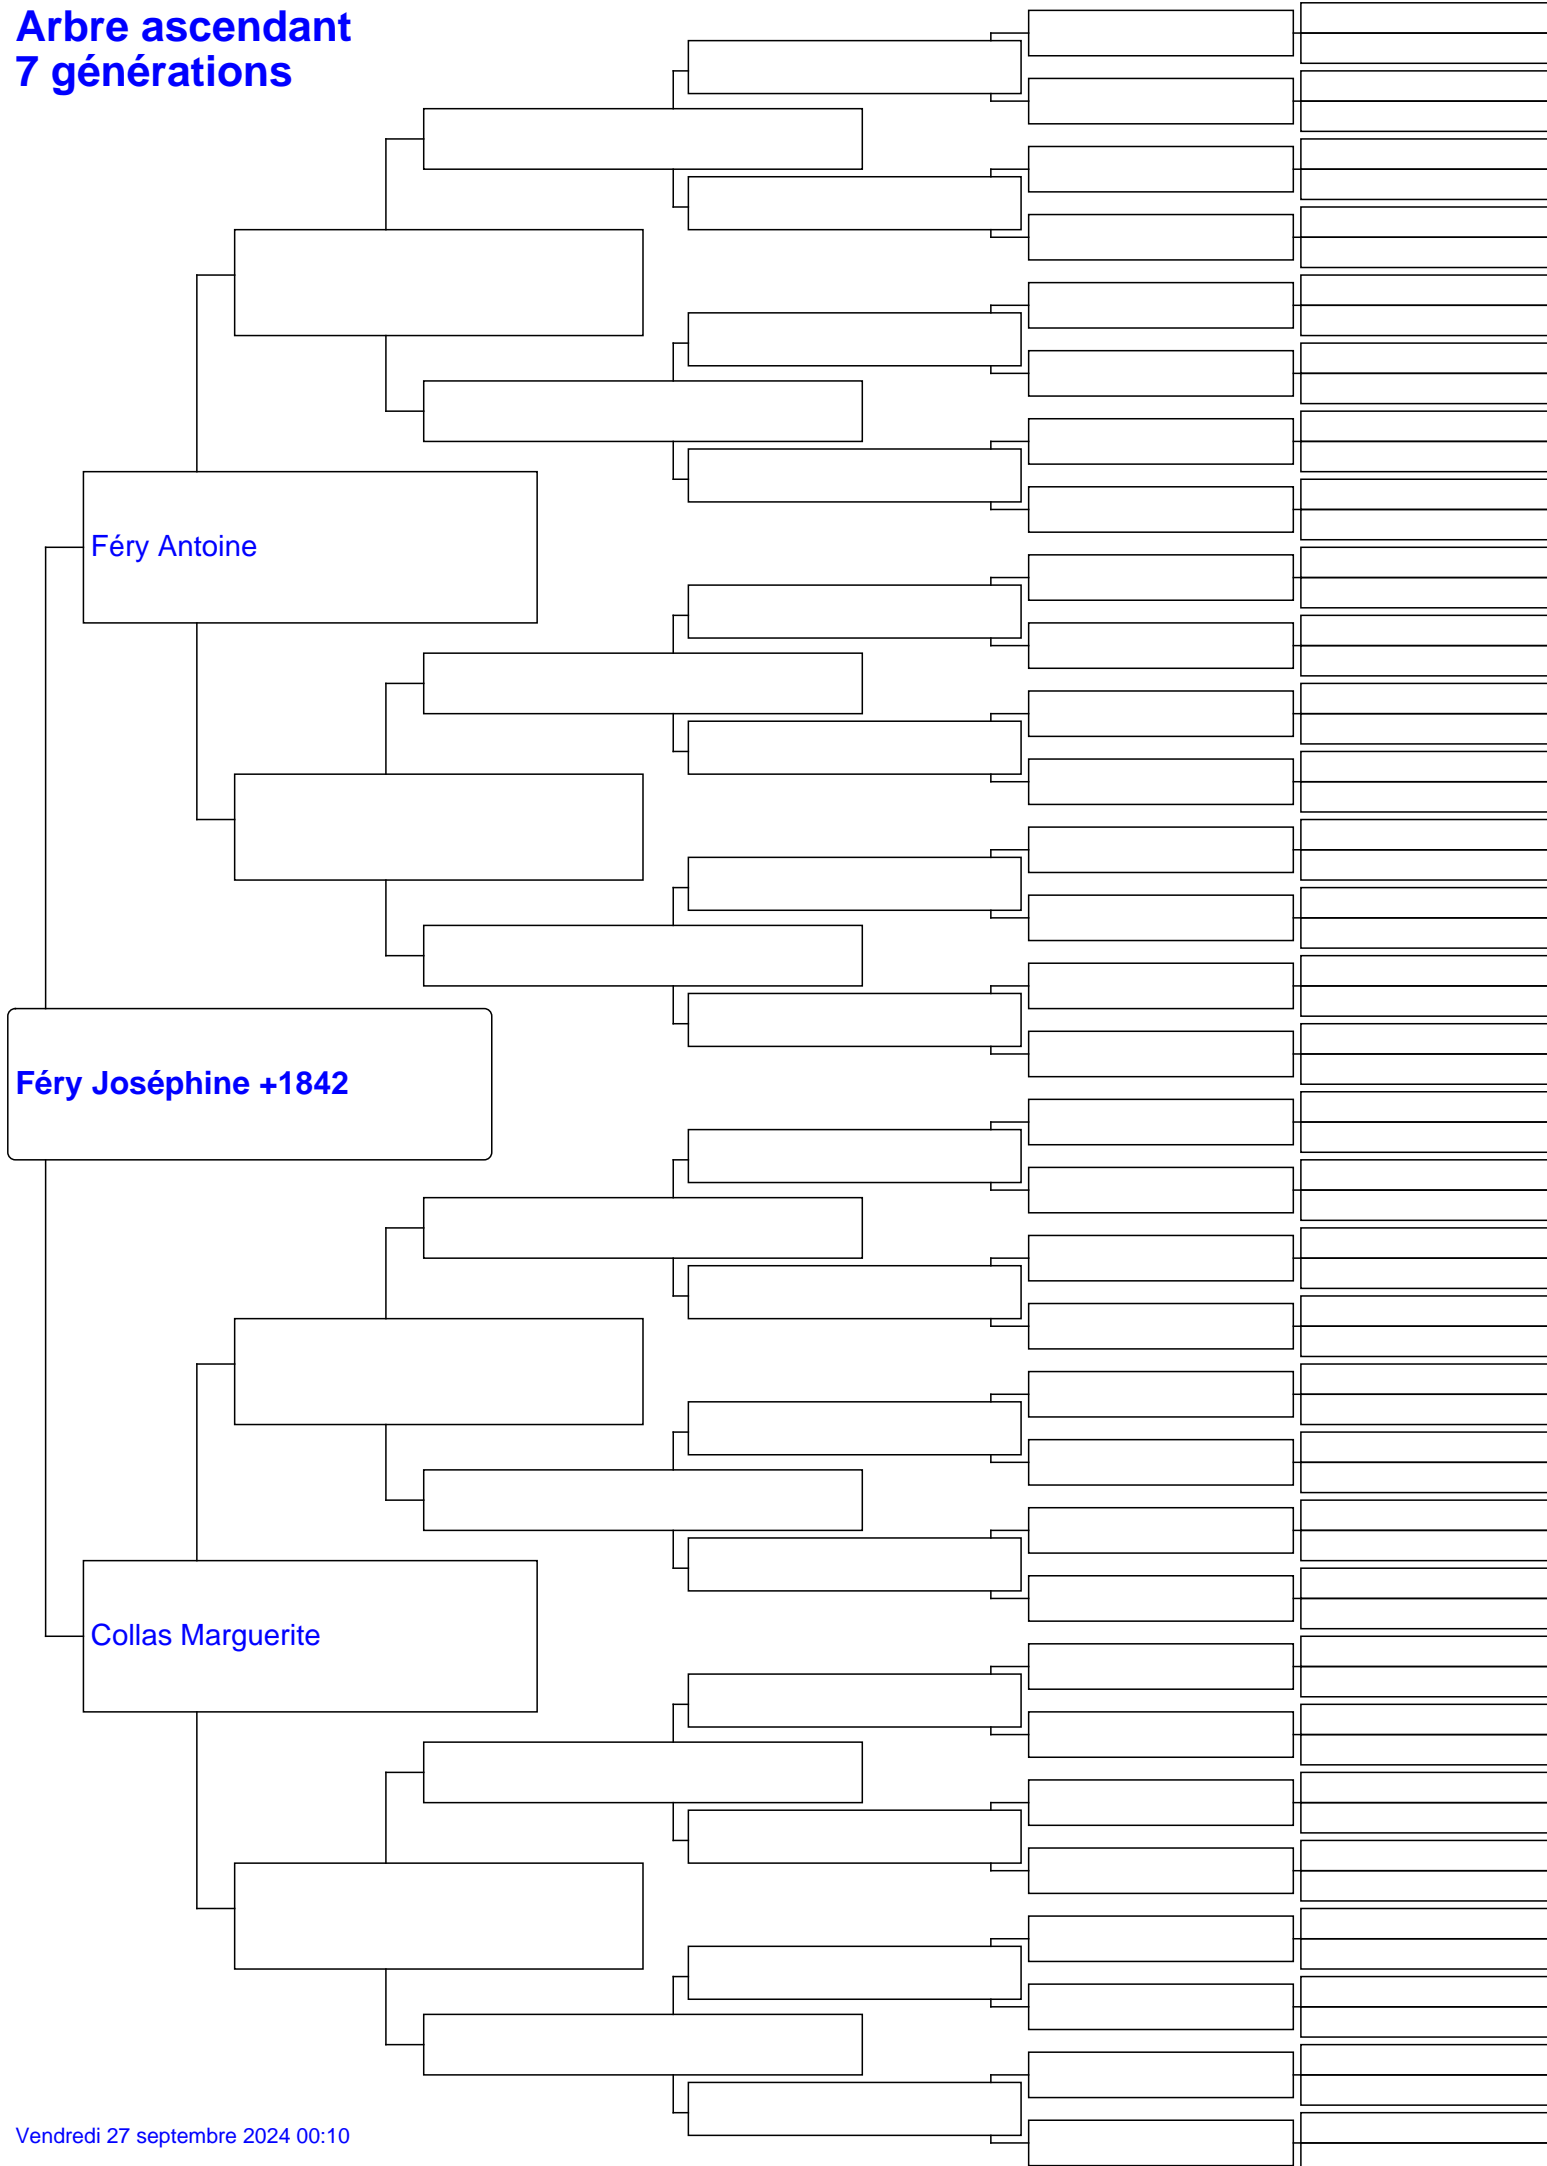 Arbre ascendant
7 générations
Féry Antoine
Féry Joséphine +1842
Collas Marguerite
Vendredi 27 septembre 2024 00:10